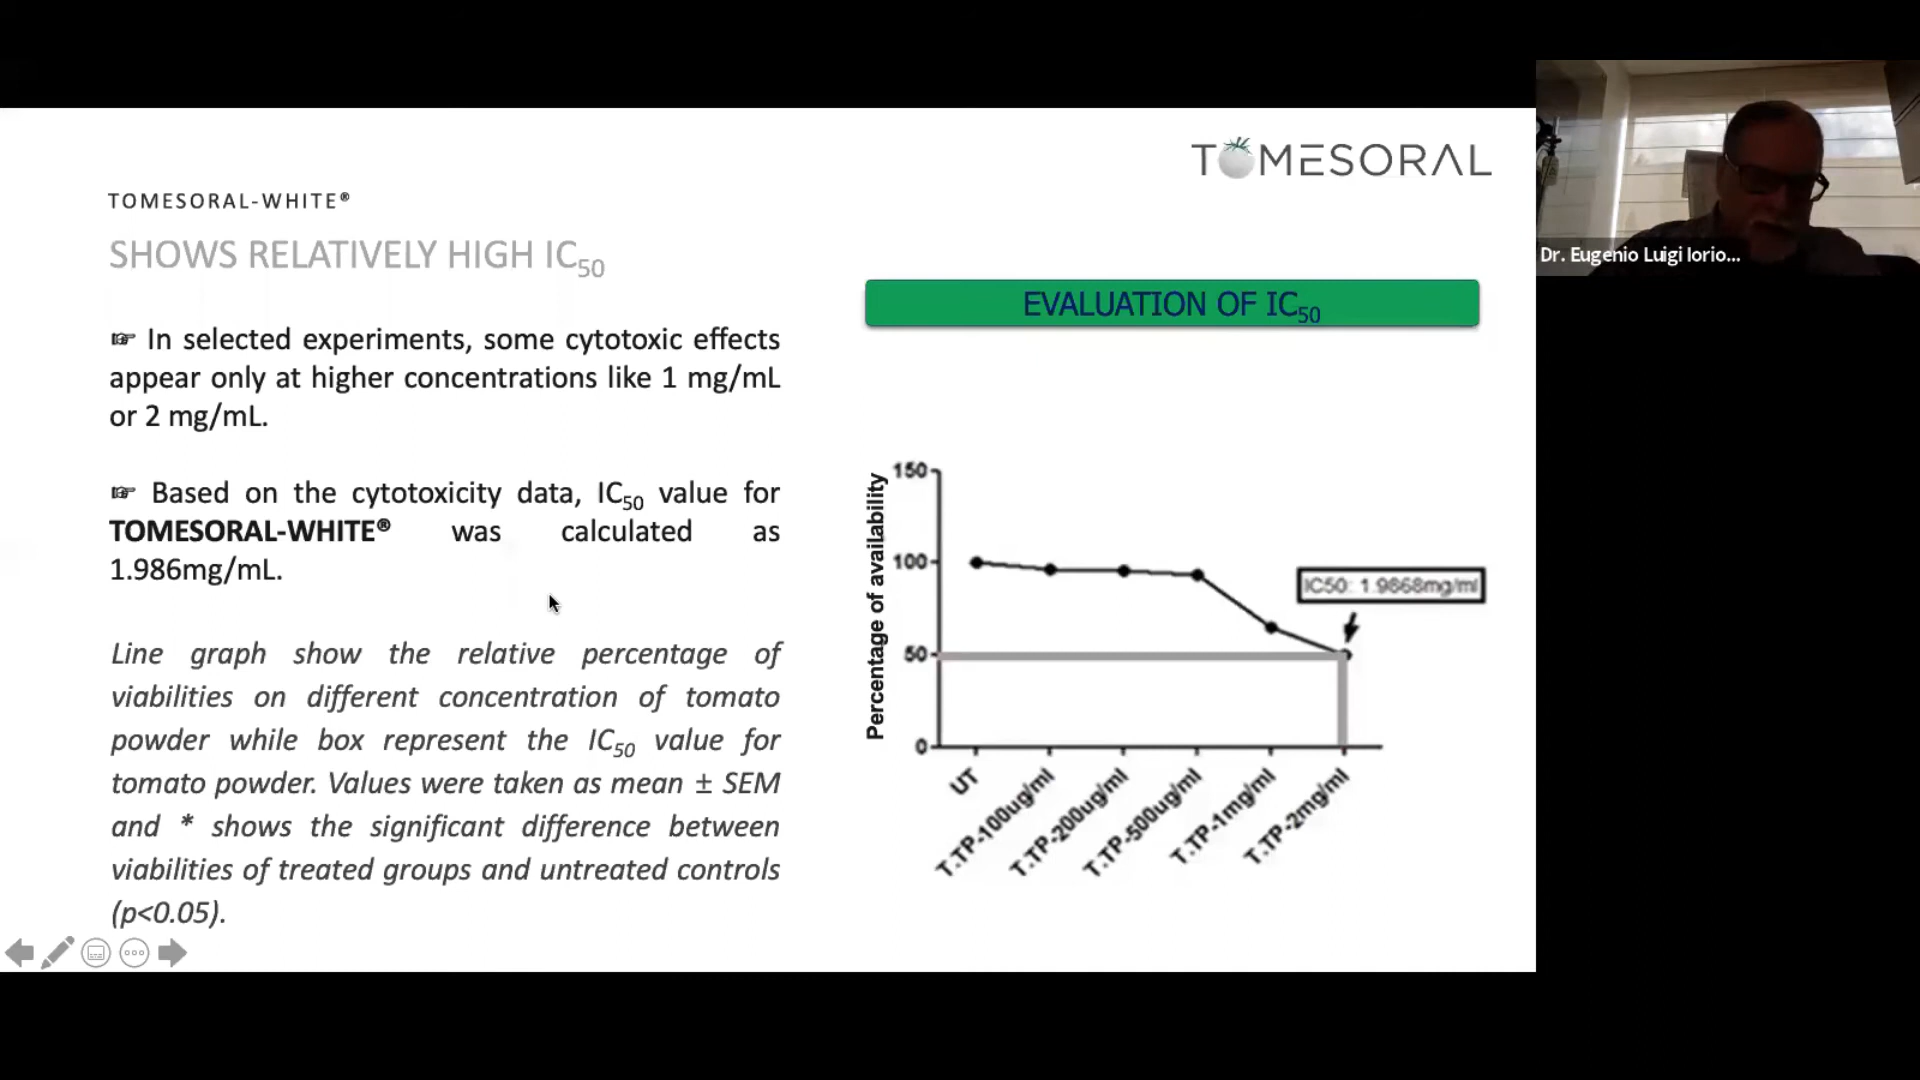 TOMESORAL
TOMESORAL-WHITE®
SHOWS RELATIVELY HIGH IC50
☞ In selected experiments, some cytotoxic effects
appear only at higher concentrations like 1 mg/mL
or 2 mg/mL.
☞ Based on the cytotoxicity data, IC50 value for
TOMESORAL-WHITE® was calculated as
1.986mg/mL.
Line graph show the relative percentage of
viabilities on different concentration of tomato
powder while box represent the IC50 value for
tomato powder. Values were taken as mean ± SEM
and * shows the significant difference between
viabilities of treated groups and untreated controls
(p<0.05).
EVALUATION OF IC50
Percentage of availability
150
100
50
0
IC50: 1.9868mg/ml
UT
T.TP-100ug/ml
T.TP-200ug/ml
T.TP-500ug/ml
T.TP-1mg/ml
T.TP-2mg/ml
Dr. Eugenio Luigi Iorio...